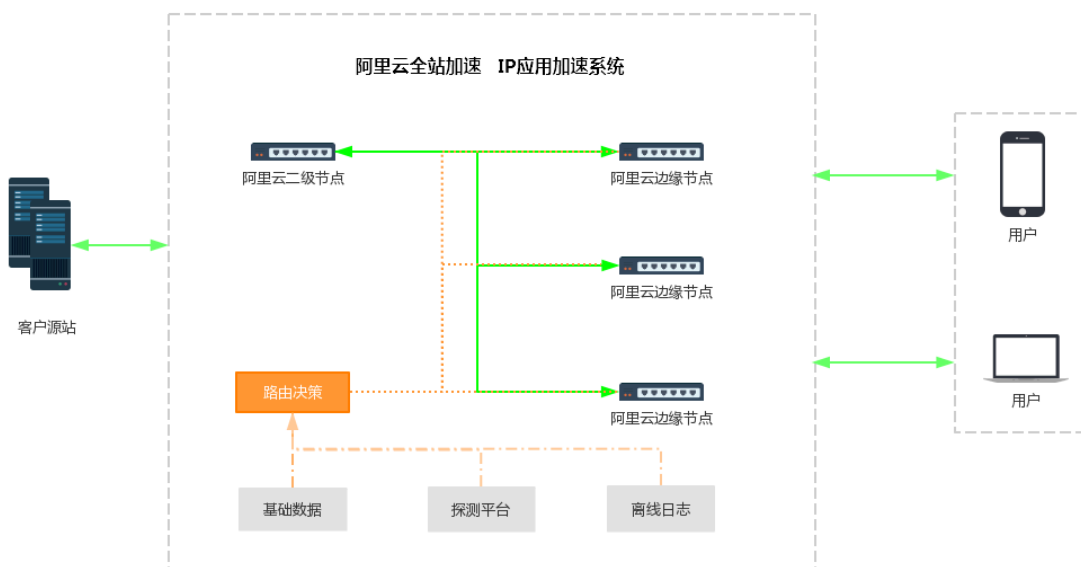 阿里云全站加速 IP应用加速系统
阿里云二级节点
阿里云边缘节点
用户
阿里云边缘节点
客户源站
路由决策
阿里云边缘节点
用户
基础数据
探测平台
离线日志